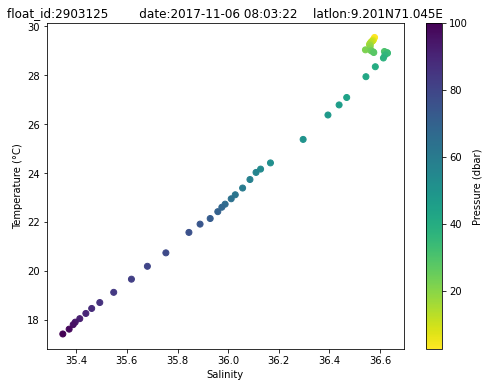 float_id:2903125 date:2017-11-06 08:03:22 latlon:9.201N71.045E
30
28
26
24
22
20
18
Temperature (°C)
35.4 35.6 35.8 36.0 36.2 36.4 36.6
Salinity
100
80
60
40
20
Pressure (dbar)